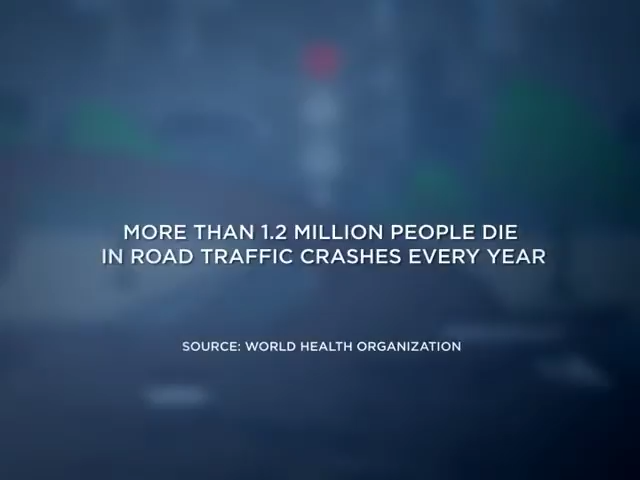 MORE THAN 1.2 MILLION PEOPLE DIE
IN ROAD TRAFFIC CRASHES EVERY YEAR
SOURCE: WORLD HEALTH ORGANIZATION